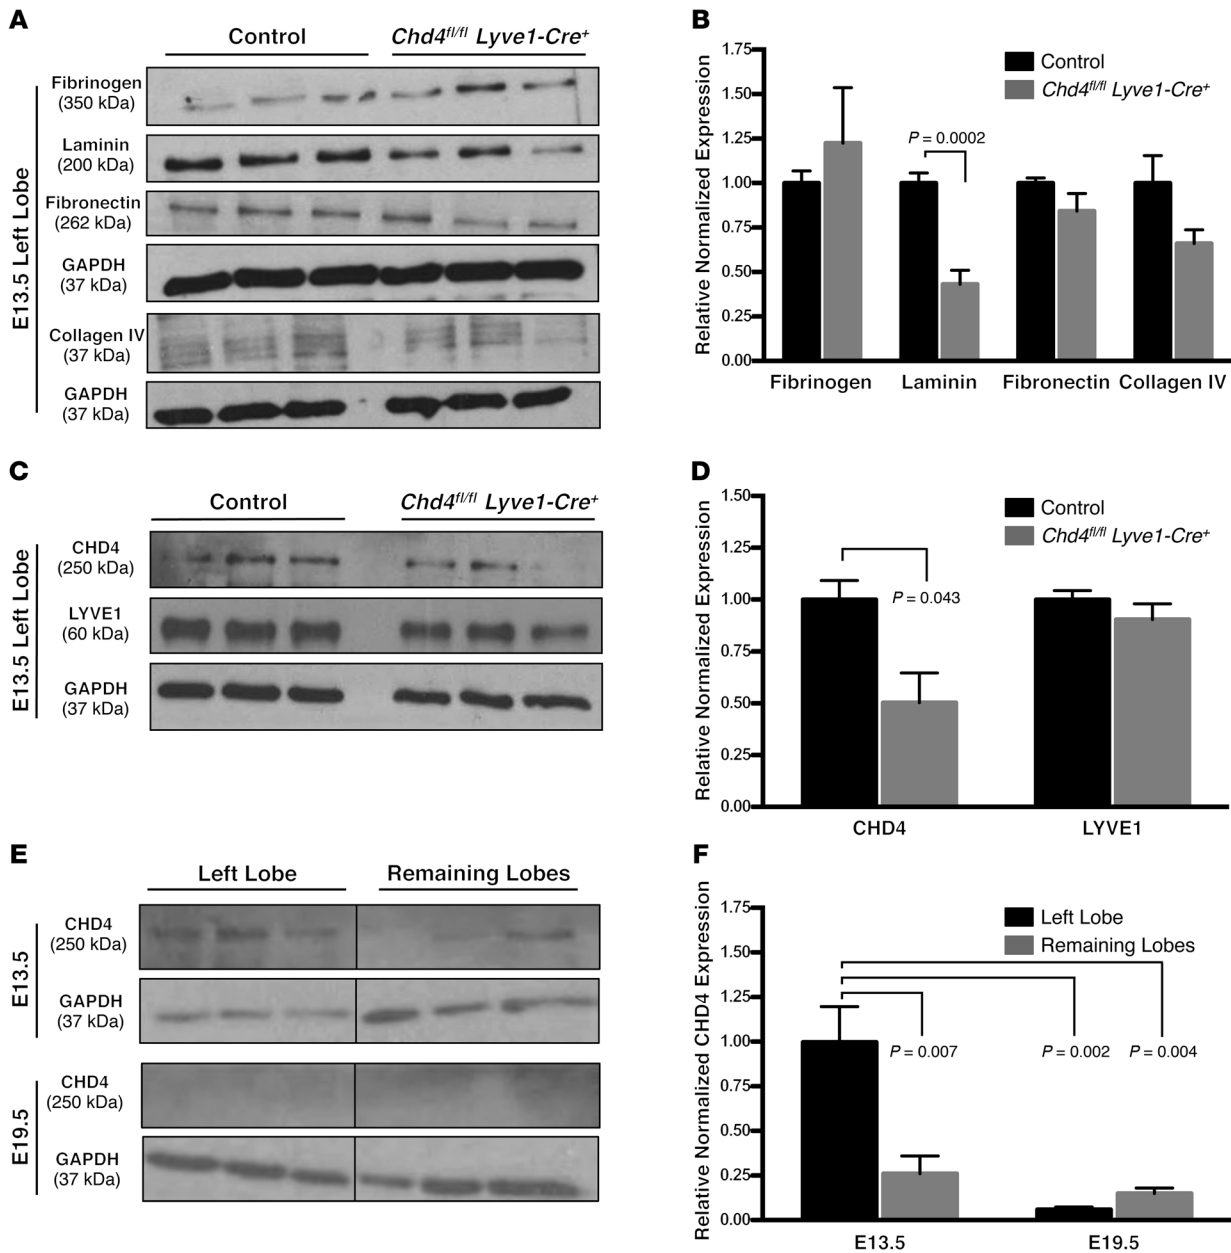 A
Control
Chd4fl/fl Lyve1-Cre+
E13.5 Left Lobe
Fibrinogen
(350 kDa)
Laminin
(200 kDa)
Fibronectin
(262 kDa)
GAPDH
(37 kDa)
Collagen IV
(37 kDa)
GAPDH
(37 kDa)
B
Relative Normalized Expression
1.75
1.50
1.25
1.00
0.75
0.50
0.25
0.00
Control
Chd4fl/fl Lyve1-Cre+
P = 0.0002
Fibrinogen
Laminin
Fibronectin
Collagen IV
C
Control
Chd4fl/fl Lyve1-Cre+
E13.5 Left Lobe
CHD4
(250 kDa)
LYVE1
(60 kDa)
GAPDH
(37 kDa)
D
Relative Normalized Expression
1.50
1.25
1.00
0.75
0.50
0.25
0.00
Control
Chd4fl/fl Lyve1-Cre+
P = 0.043
CHD4
LYVE1
E
Left Lobe
Remaining Lobes
E13.5
CHD4
(250 kDa)
GAPDH
(37 kDa)
E19.5
CHD4
(250 kDa)
GAPDH
(37 kDa)
F
Relative Normalized CHD4 Expression
1.75
1.50
1.25
1.00
0.75
0.50
0.25
0.00
Left Lobe
Remaining Lobes
P = 0.007
P = 0.002
P = 0.004
E13.5
E19.5